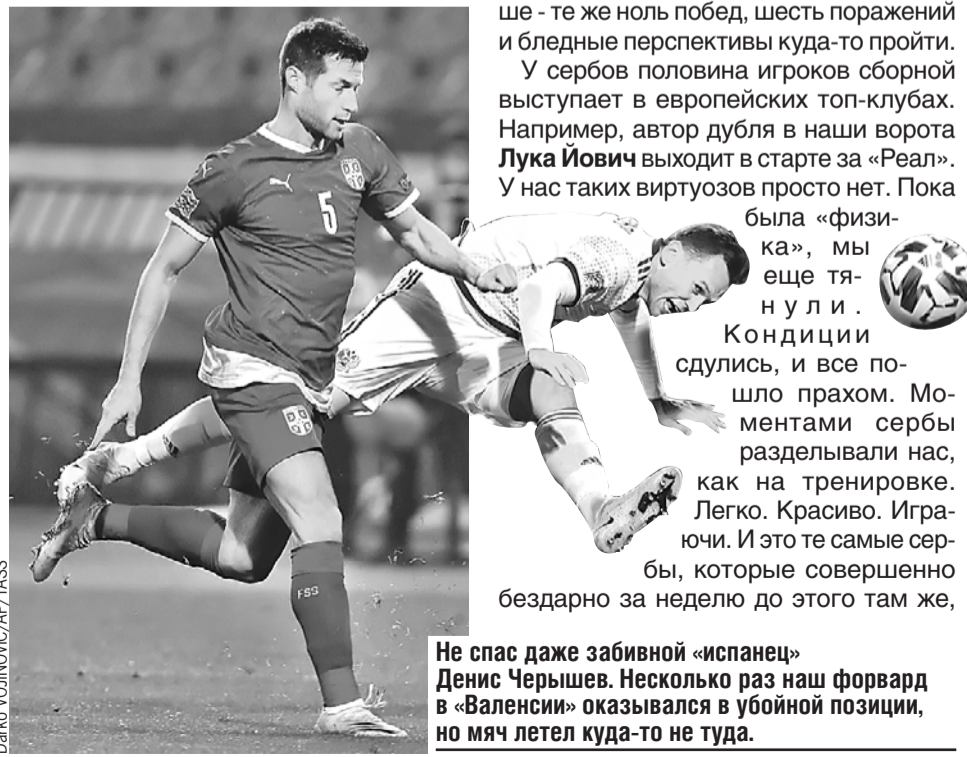 ше - те же ноль побед, шесть поражений
и бледные перспективы куда-то пройти.
У сербов половина игроков сборной
выступает в европейских топ-клубах.
Например, автор дубля в наши ворота
Лука Йович выходит в старте за «Реал».
У нас таких виртуозов просто нет. Пока
была «физи-
ка», мы
еще тя-
нули.
Кондиции
сдулись, и все по-
шло прахом. Мо-
ментами сербы
разделывали нас,
как на тренировке.
Легко. Красиво. Игра-
ючи. И это те самые сер-
бы, которые совершенно
бездарно за неделю до этого там же,
5
FSS
Darko VOJINOVIC/AP/TASS
Не спас даже забивной «испанец»
Денис Черышев. Несколько раз наш форвард
в «Валенсии» оказывался в убойной позиции,
но мяч летел куда-то не туда.